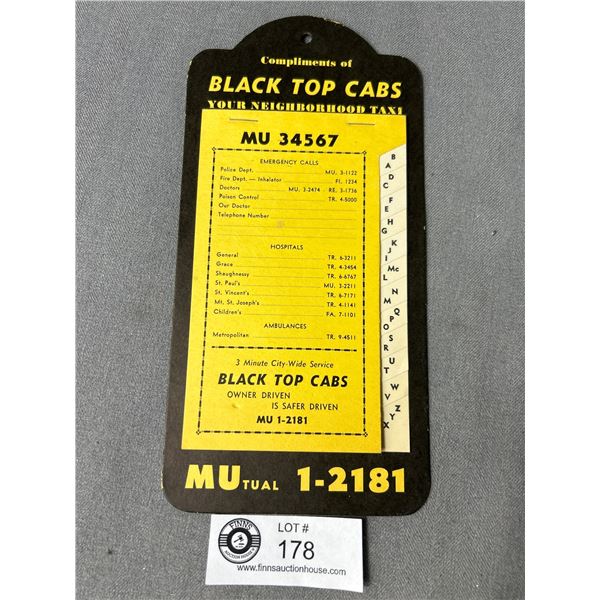 Compliments of
BLACK TOP CABS
YOUR NEIGHBORHOOD TAXI
MU 34567
EMERGENCY CALLS
Police Dept. MU. 3-1122
Fire Dept. — Inhalator FI. 1234
Doctors MU. 3-2474 RE. 3-1736
Poison Control TR. 4-5000
Our Doctor
Telephone Number
HOSPITALS
General TR. 6-3211
Grace TR. 4-2454
Shaughnessy TR. 6-6767
St. Paul's MU. 3-2211
St. Vincent's TR. 6-7171
Mt. St. Joseph's TR. 4-1141
Children's FA. 7-1101
AMBULANCES
Metropolitan TR. 9-4511
3 Minute City-Wide Service
BLACK TOP CABS
OWNER DRIVEN
IS SAFER DRIVEN
MU 1-2181
B
A
D
C
F
E
H
G
K
J
I
Mc
M
L
N
O
Q
P
S
R
U
T
W
V
Z
Y
X
MUTUAL 1-2181
FINNS
AUCTION HOUSE
LOT #
178
www.finnsauctionhouse.com